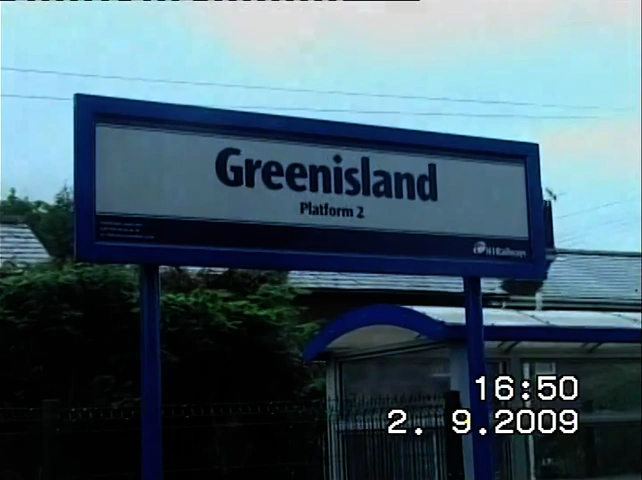 Greenisland
Platform 2
NI Railways
16:50
2. 9.2009